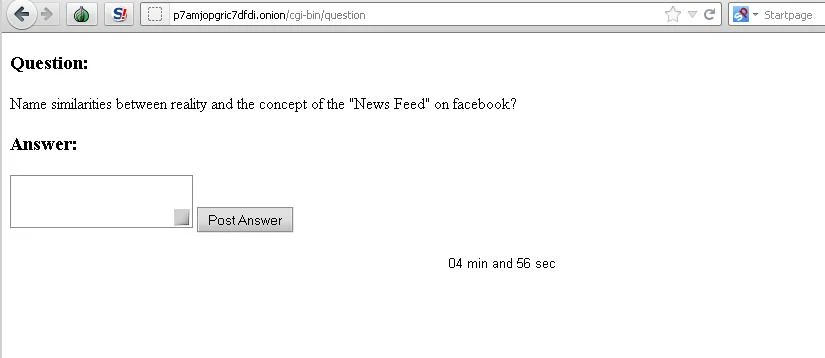 p7amjopgric7dfdi.onion/cgi-bin/question
Startpage
Question:
Name similarities between reality and the concept of the "News Feed" on facebook?
Answer:
Post Answer
04 min and 56 sec